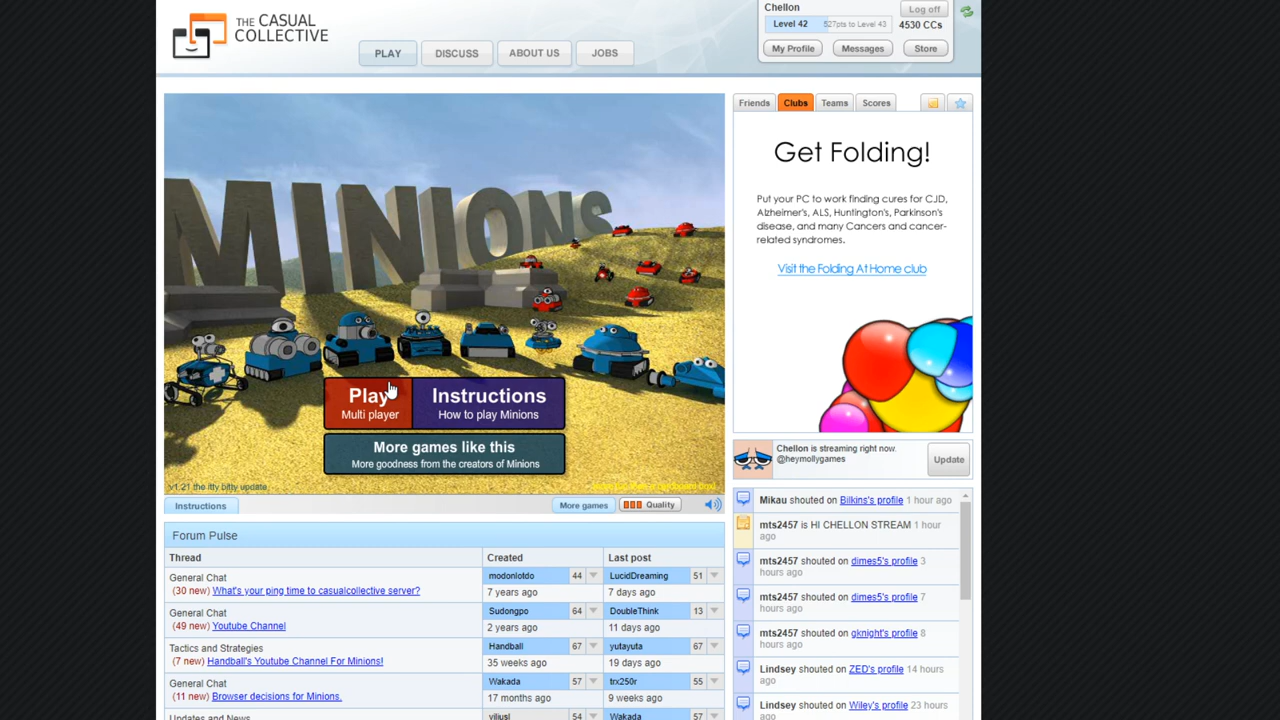 THE CASUAL
COLLECTIVE
PLAY
DISCUSS
ABOUT US
JOBS
Chellon
Log off
Level 42
527pts to Level 43
4530 CCs
My Profile
Messages
Store
MINIONS
Play
Multi player
Instructions
How to play Minions
More games like this
More goodness from the creators of Minions
v1.21 the itty bitty update
Instructions
More games
Quality
Friends
Clubs
Teams
Scores
Get Folding!
Put your PC to work finding cures for CJD,
Alzheimer's, ALS, Huntington's, Parkinson's
disease, and many Cancers and cancer-
related syndromes.
Visit the Folding At Home club
Chellon is streaming right now.
@heymollygames
Update
Mikau shouted on Bilkins's profile 1 hour ago
mts2457 is HI CHELLON STREAM 1 hour
ago
mts2457 shouted on dimes5's profile 3
hours ago
mts2457 shouted on dimes5's profile 7
hours ago
mts2457 shouted on gknight's profile 8
hours ago
Lindsey shouted on ZED's profile 14 hours
ago
Lindsey shouted on Wiley's profile 23 hours
ago
Forum Pulse
Thread Created Last post
General Chat modonlotdo 44 LucidDreaming 51
(30 new) What's your ping time to casualcollective server? 7 years ago 7 days ago
General Chat Sudongpo 64 DoubleThink 13
(49 new) Youtube Channel 2 years ago 11 days ago
Tactics and Strategies Handball 67 yutayuta 67
(7 new) Handball's Youtube Channel For Minions! 35 weeks ago 19 days ago
General Chat Wakada 57 trx250r 55
(11 new) Browser decisions for Minions. 17 months ago 9 weeks ago
Updates and News 54 Wakada 57